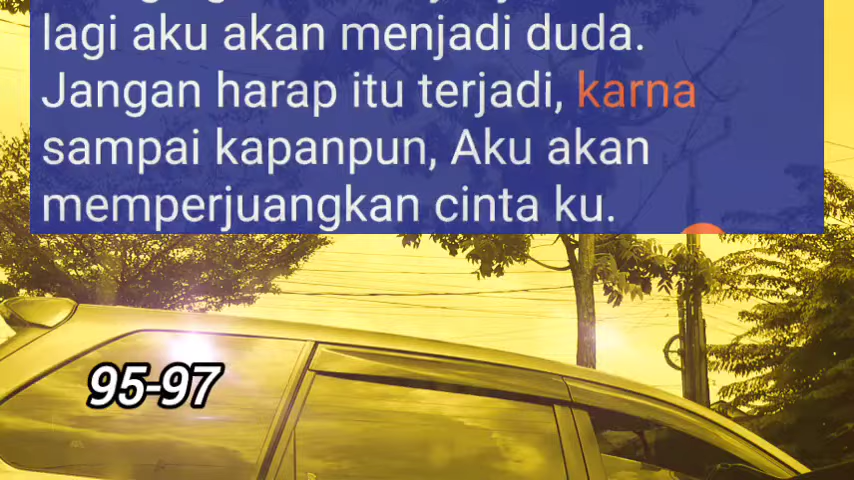 lagi aku akan menjadi duda.
Jangan harap itu terjadi, karna
sampai kapanpun, Aku akan
memperjuangkan cinta ku.
95-97